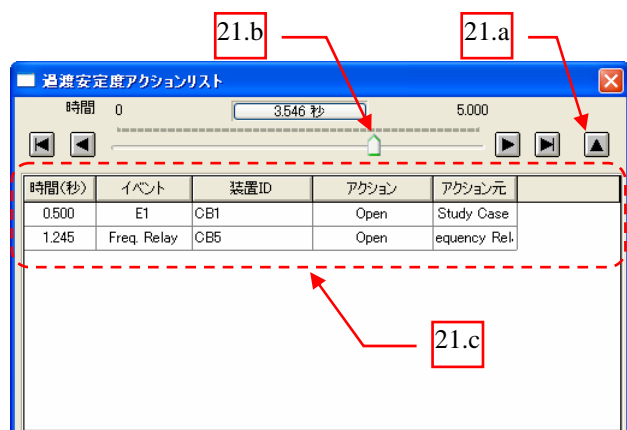 21.b
21.a
過渡安定度アクションリスト
時間 0 3.546 秒 5.000
時間(秒) イベント 装置ID アクション アクション元
0.500 E1 CB1 Open Study Case
1.245 Freq. Relay CB5 Open equency Rel
21.c